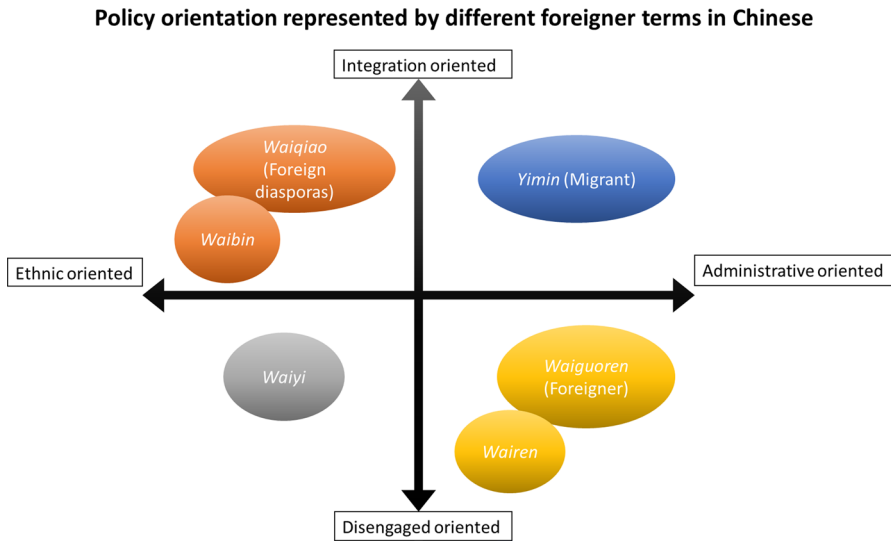 Policy orientation represented by different foreigner terms in Chinese
Integration oriented
Waiqiao
(Foreign
diasporas)
Yimin (Migrant)
Waibin
Ethnic oriented
Administrative oriented
Waiyi
Waiguoren
(Foreigner)
Wairen
Disengaged oriented